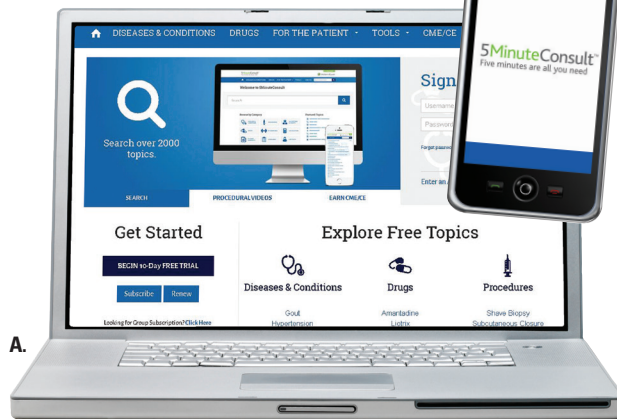 DISEASES & CONDITIONS DRUGS FOR THE PATIENT TOOLS CME/CE
5MinuteConsult™
Five minutes are all you need
Search over 2000
topics.
Sign
Username
Password
Enter an
SEARCH PROCEDURAL VIDEOS EARN CME/CE
Get Started
BEGIN 10-Day FREE TRIAL
Subscribe Renew
Looking for Group Subscription? Click Here
Explore Free Topics
Diseases & Conditions Drugs Procedures
Gout Amantadine Shave Biopsy
Hypertension Liotrix Subcutaneous Closure
A.